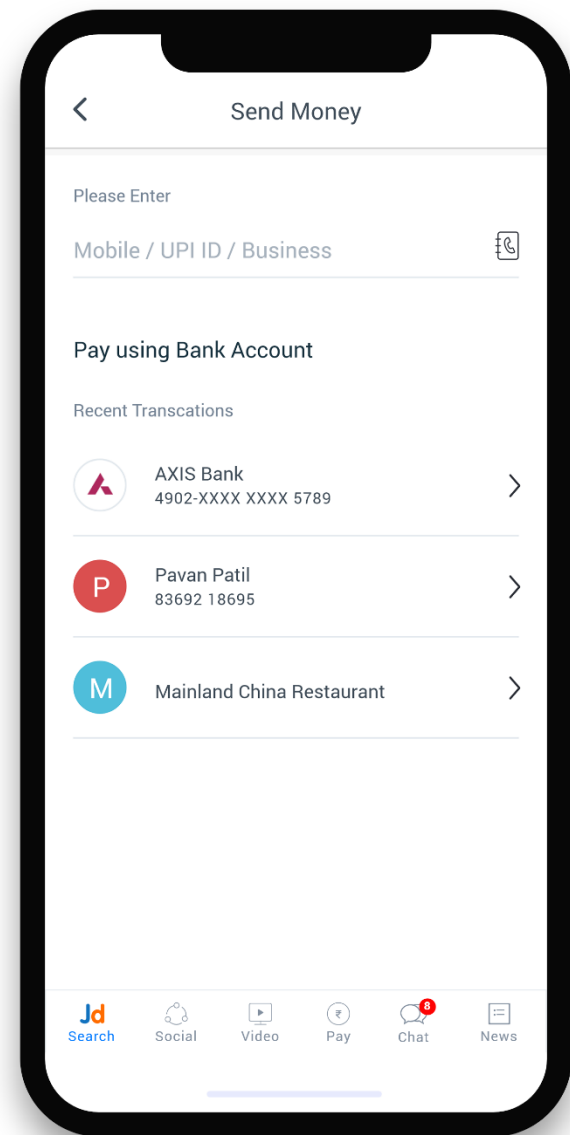 Send Money
Please Enter
Mobile / UPI ID / Business
Pay using Bank Account
Recent Transcations
AXIS Bank
4902-XXXX XXXX 5789
P
Pavan Patil
83692 18695
M
Mainland China Restaurant
Jd
Search
Social
Video
₹
Pay
8
Chat
News